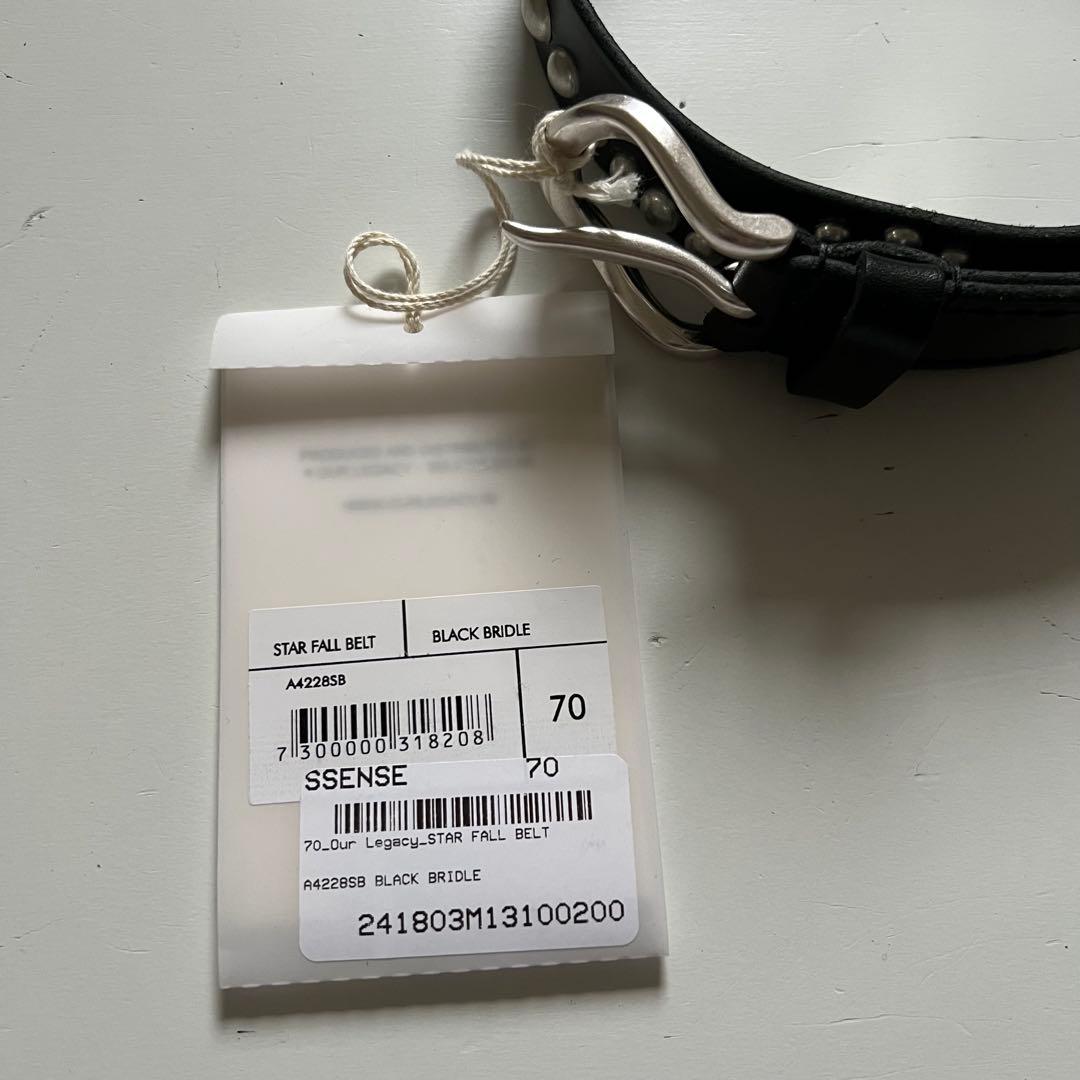 STAR FALL BELT
BLACK BRIDLE
A4228SB
70
7 300000 318208
SSENSE 70
70_Our Legacy_STAR FALL BELT
A4228SB BLACK BRIDLE
241803M13100200